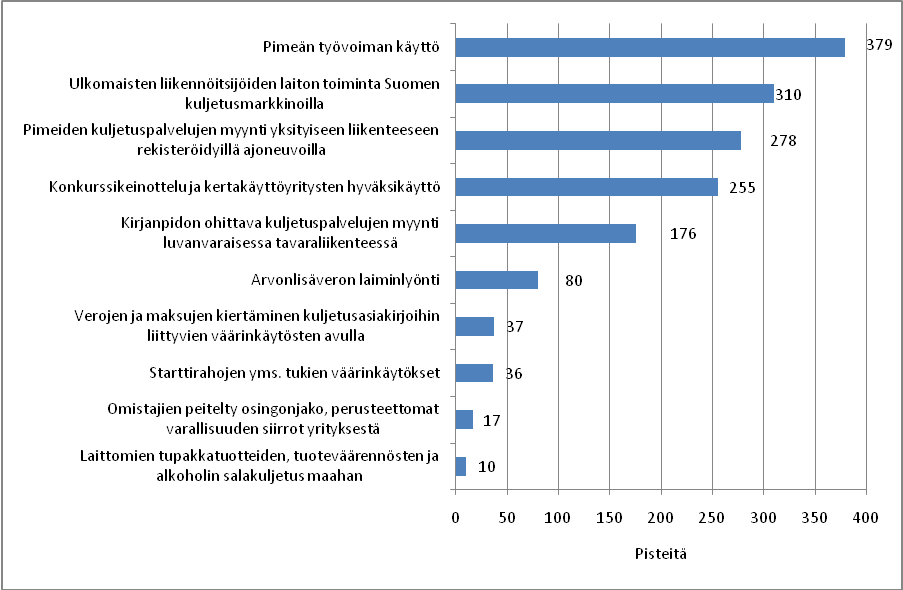 Pimeän työvoiman käyttö
379
Ulkomaisten liikennöitsijöiden laiton toiminta Suomen
kuljetusmarkkinoilla
310
Pimeiden kuljetuspalvelujen myynti yksityiseen liikenteeseen
rekisteröidyillä ajoneuvoilla
278
Konkurssikeinottelu ja kertakäyttöyritysten hyväksikäyttö
255
Kirjanpidon ohittava kuljetuspalvelujen myynti
luvanvaraisessa tavaraliikenteessä
176
Arvonlisäveron laiminlyönti
80
Verojen ja maksujen kiertäminen kuljetusasiakirjoihin
liittyvien väärinkäytösten avulla
37
Starttirahojen yms. tukien väärinkäytökset
36
Omistajien peitelty osingonjako, perusteettomat
varallisuuden siirrot yrityksestä
17
Laittomien tupakkatuotteiden, tuoteväärennösten ja
alkoholin salakuljetus maahan
10
0 50 100 150 200 250 300 350 400
Pisteitä